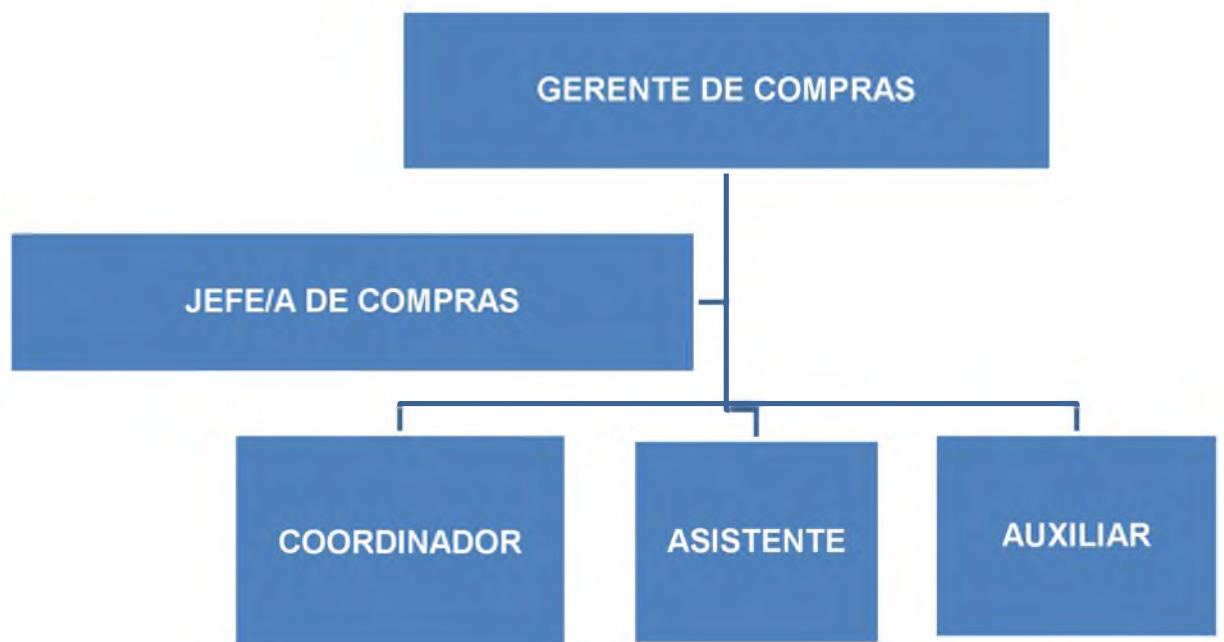 GERENTE DE COMPRAS
JEFE/A DE COMPRAS
COORDINADOR
ASISTENTE
AUXILIAR